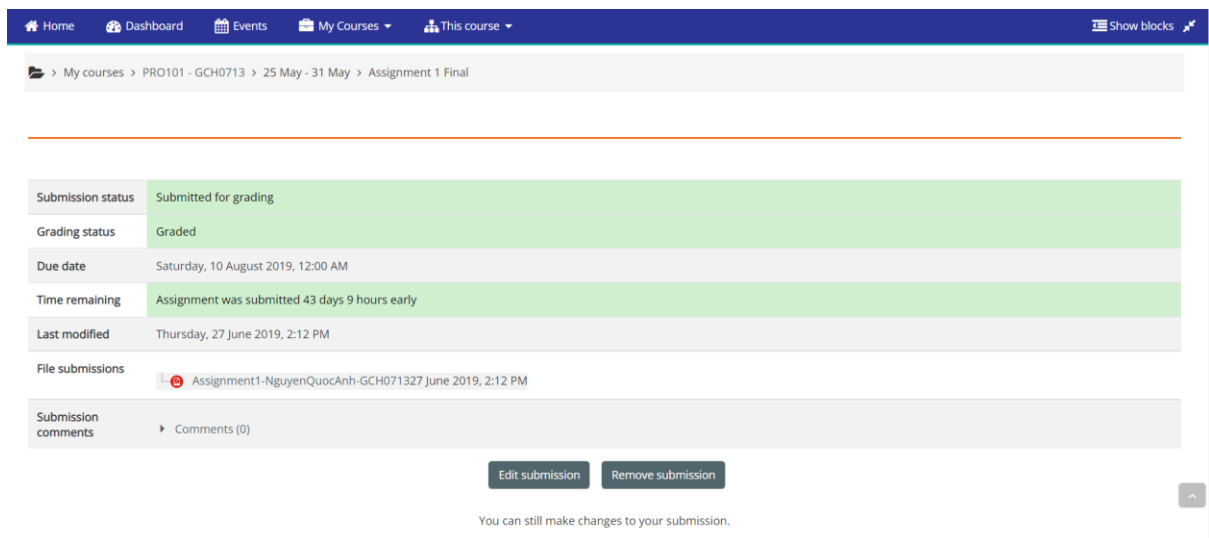 Home Dashboard Events My Courses This course Show blocks
My courses > PRO101 - GCH0713 > 25 May - 31 May > Assignment 1 Final
Submission status Submitted for grading
Grading status Graded
Due date Saturday, 10 August 2019, 12:00 AM
Time remaining Assignment was submitted 43 days 9 hours early
Last modified Thursday, 27 June 2019, 2:12 PM
File submissions
Assignment1-NguyenQuocAnh-GCH071327 June 2019, 2:12 PM
Submission
comments
Comments (0)
Edit submission Remove submission
You can still make changes to your submission.